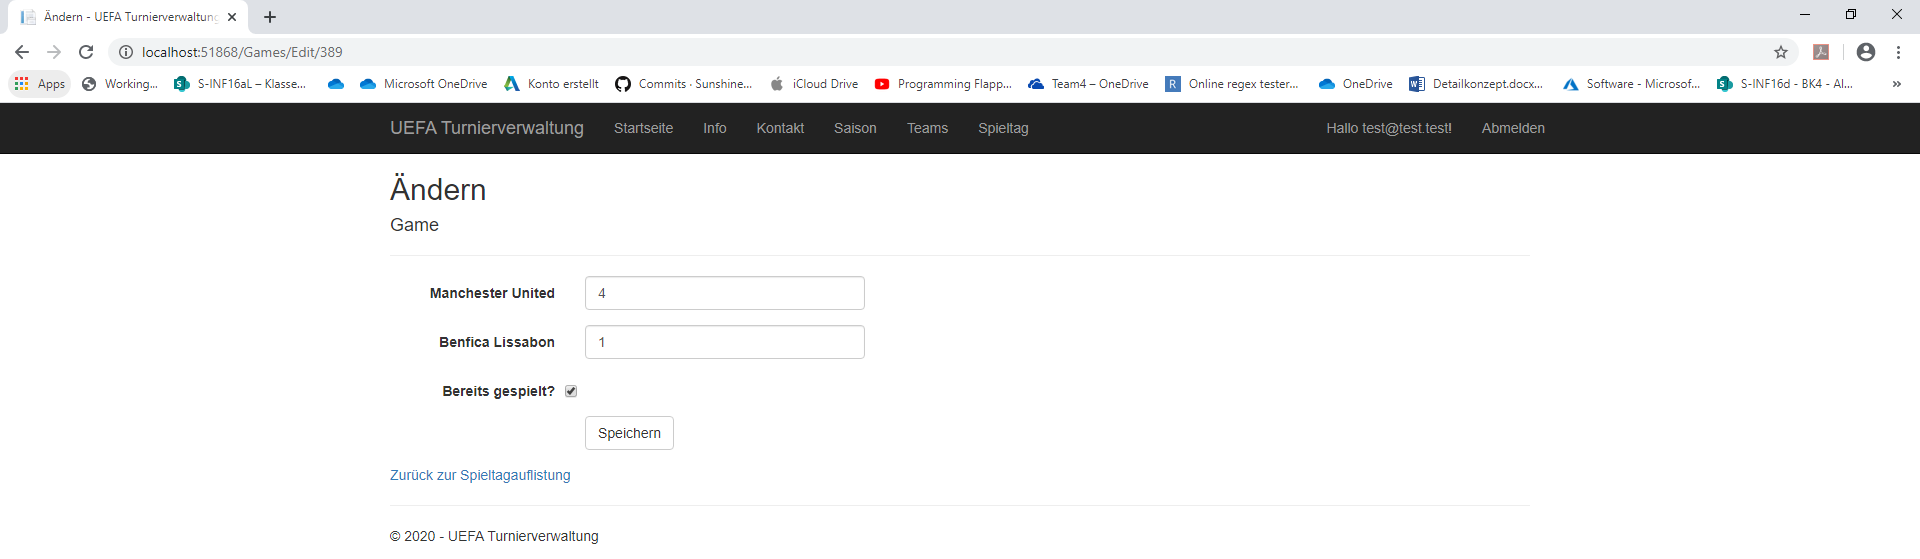 Ändern - UEFA Turnierverwaltung
localhost:51868/Games/Edit/389
Apps Working... S-INF16aL – Klasse... Microsoft OneDrive Konto erstellt Commits · Sunshine... iCloud Drive Programming Flapp... Team4 – OneDrive R Online regex tester... OneDrive Detailkonzept.docx... Software - Microsof... S-INF16d - BK4 - Al... »
UEFA Turnierverwaltung Startseite Info Kontakt Saison Teams Spieltag Hallo test@test.test! Abmelden
Ändern
Game
Manchester United 4
Benfica Lissabon 1
Bereits gespielt?
Speichern
Zurück zur Spieltagauflistung
© 2020 - UEFA Turnierverwaltung